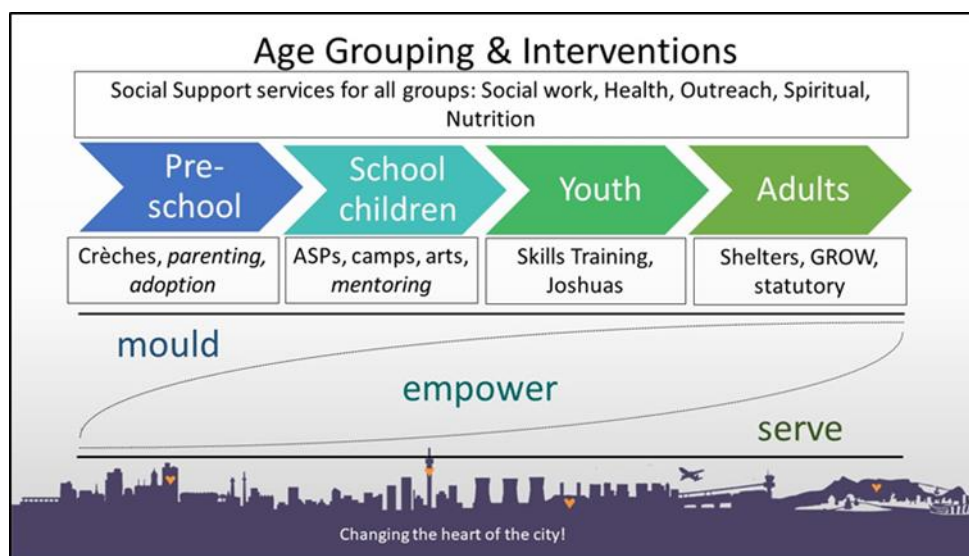 Age Grouping & Interventions
Social Support services for all groups: Social work, Health, Outreach, Spiritual,
Nutrition
Pre-
school
School
children
Youth
Adults
Crèches, parenting,
adoption
ASPs, camps, arts,
mentoring
Skills Training,
Joshuas
Shelters, GROW,
statutory
mould
empower
serve
Changing the heart of the city!